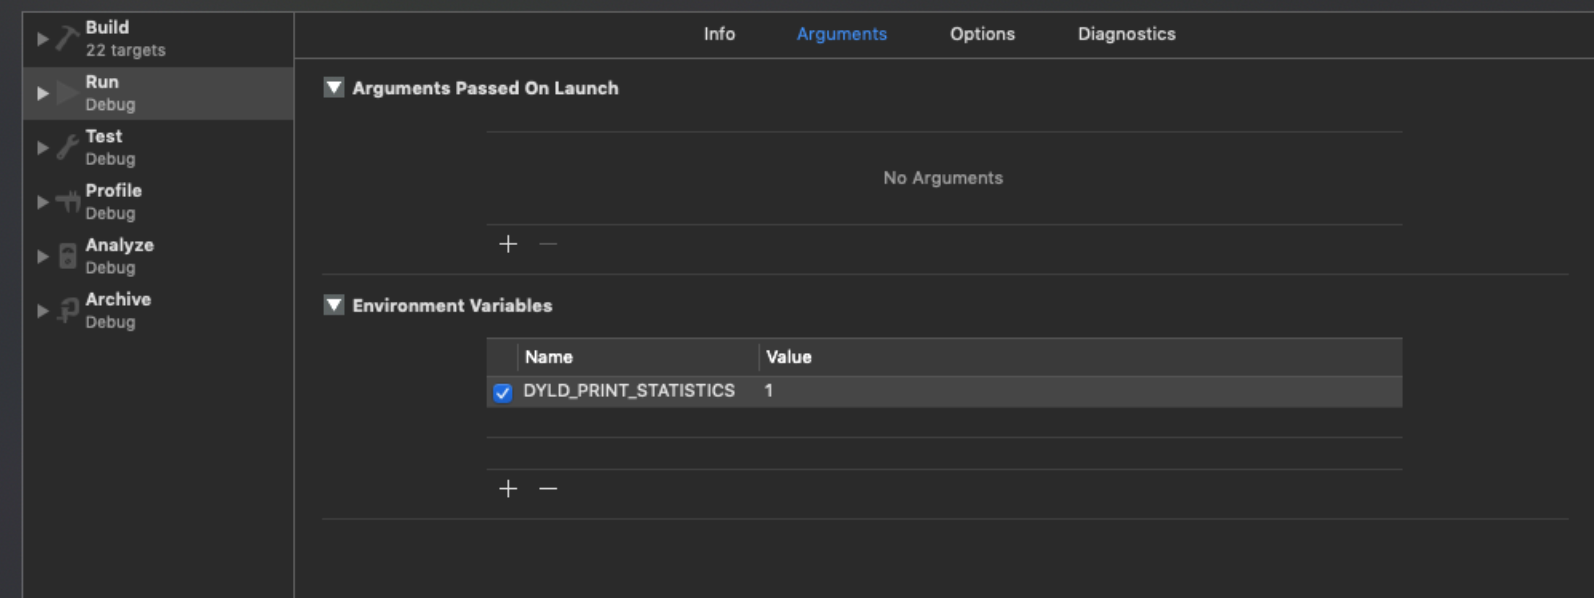 Build
22 targets
Run
Debug
Test
Debug
Profile
Debug
Analyze
Debug
Archive
Debug
Info Arguments Options Diagnostics
Arguments Passed On Launch
No Arguments
Environment Variables
Name Value
DYLD_PRINT_STATISTICS 1